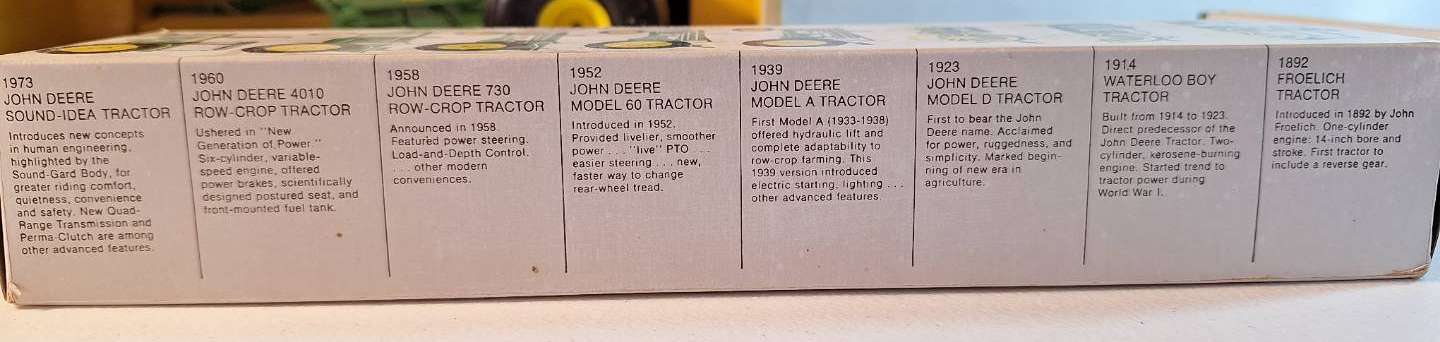 1973
JOHN DEERE
SOUND-IDEA TRACTOR
Introduces new concepts
in human engineering,
highlighted by the
Sound-Gard Body, for
greater riding comfort,
quietness, convenience
and safety. New Quad-
Range Transmission and
Perma-Clutch are among
other advanced features.
1960
JOHN DEERE 4010
ROW-CROP TRACTOR
Ushered in "New
Generation of Power."
Six-cylinder, variable-
speed engine, offered
power brakes, scientifically
designed postured seat, and
front-mounted fuel tank.
1958
JOHN DEERE 730
ROW-CROP TRACTOR
Announced in 1958.
Featured power steering.
Load-and-Depth Control,
. . . other modern
conveniences.
1952
JOHN DEERE
MODEL 60 TRACTOR
Introduced in 1952.
Provided livelier, smoother
power . . . "live" PTO . . .
easier steering . . . new,
faster way to change
rear-wheel tread.
1939
JOHN DEERE
MODEL A TRACTOR
First Model A (1933-1938)
offered hydraulic lift and
complete adaptability to
row-crop farming. This
1939 version introduced
electric starting, lighting . . .
other advanced features.
1923
JOHN DEERE
MODEL D TRACTOR
First to bear the John
Deere name. Acclaimed
for power, ruggedness, and
simplicity. Marked begin-
ning of new era in
agriculture.
1914
WATERLOO BOY
TRACTOR
Built from 1914 to 1923.
Direct predecessor of the
John Deere Tractor. Two-
cylinder, kerosene-burning
engine. Started trend to
tractor power during
World War I.
1892
FROELICH
TRACTOR
Introduced in 1892 by John
Froelich. One-cylinder
engine: 14-inch bore and
stroke. First tractor to
include a reverse gear.